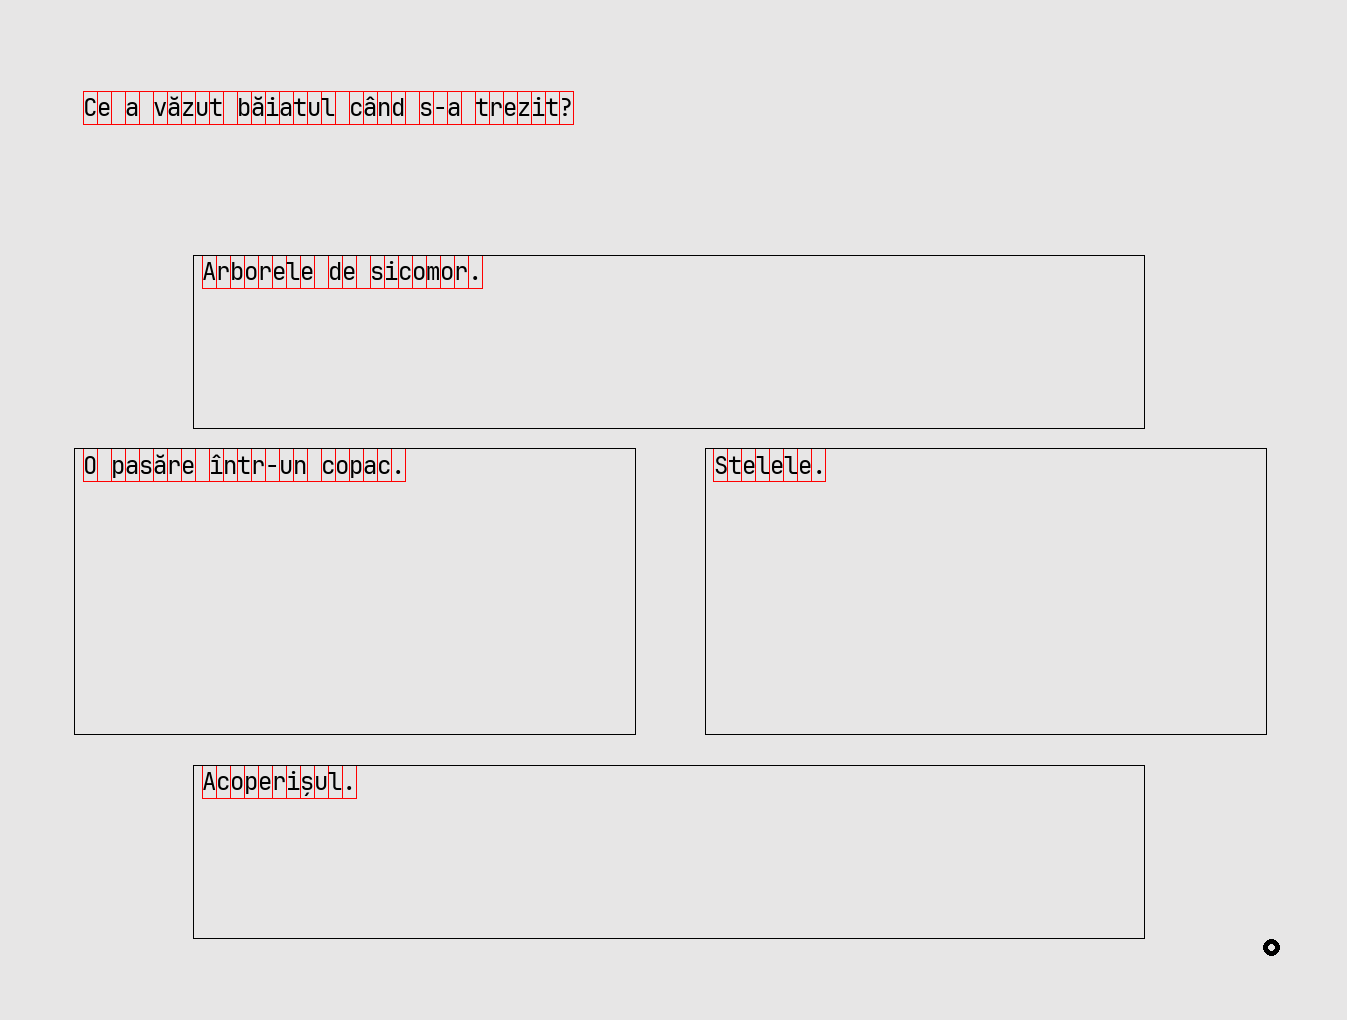 Ce a văzut băiatul când s-a trezit?
Arborele de sicomor.
O pasăre într-un copac.
Stelele.
Acoperișul.